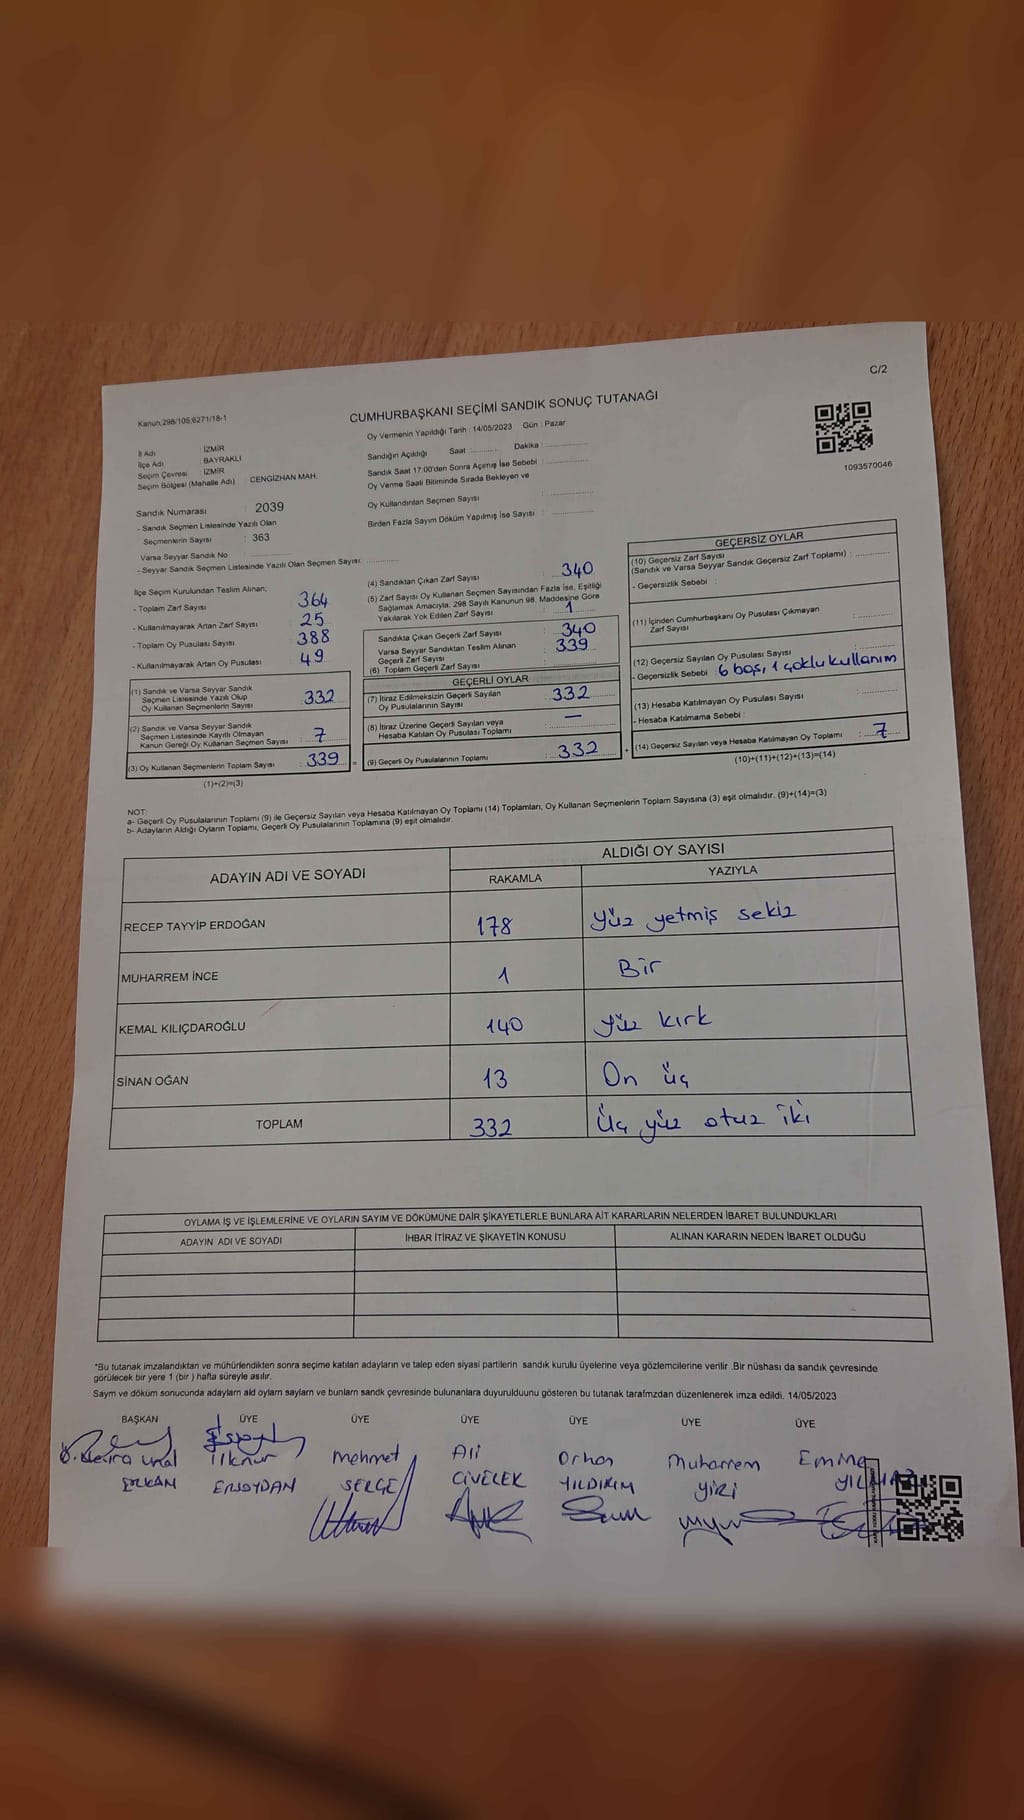 C/2
Kanun:298/105;6271/18-1
CUMHURBAŞKANI SEÇİMİ SANDIK SONUÇ TUTANAĞI
Oy Vermenin Yapıldığı Tarih : 14/05/2023 Gün : Pazar
İl Adı : İZMİR
İlçe Adı : BAYRAKLI
Seçim Çevresi : İZMİR
Seçim Bölgesi (Mahalle Adı) CENGİZHAN MAH.
Sandığın Açıldığı Saat Dakika :
Sandık Saat 17:00'den Sonra Açımış İse Sebebi :
Oy Verme Saati Bitiminde Sırada Bekleyen ve
Oy Kullandırılan Seçmen Sayısı :
Birden Fazla Sayım Döküm Yapılmış İse Sayısı :
1093570046
Sandık Numarası : 2039
- Sandık Seçmen Listesinde Yazılı Olan
Seçmenlerin Sayısı : 363
Varsa Seyyar Sandık No
- Seyyar Sandık Seçmen Listesinde Yazılı Olan Seçmen Sayısı:
İlçe Seçim Kurulundan Teslim Alınan;
- Toplam Zarf Sayısı : 364
- Kullanılmayarak Artan Zarf Sayısı : 25
- Toplam Oy Pusulası Sayısı : 388
- Kullanılmayarak Artan Oy Pusulası : 49
(1) Sandık ve Varsa Seyyar Sandık
Seçmen Listesinde Yazılı Olup
Oy Kullanan Seçmenlerin Sayısı : 332
(2) Sandık ve Varsa Seyyar Sandık
Seçmen Listesinde Kayıtlı Olmayan
Kanun Gereği Oy Kullanan Seçmen Sayısı : 7
(3) Oy Kullanan Seçmenlerin Toplam Sayısı : 339
(1)+(2)=(3)
(4) Sandıktan Çıkan Zarf Sayısı : 340
(5) Zarf Sayısı Oy Kullanan Seçmen Sayısından Fazla İse, Eşitliği
Sağlamak Amacıyla; 298 Sayılı Kanunun 98. Maddesine Göre
Yakılarak Yok Edilen Zarf Sayısı : 1
Sandıkta Çıkan Geçerli Zarf Sayısı : 340
Varsa Seyyar Sandıktan Teslim Alınan
Geçerli Zarf Sayısı : 339
(6) Toplam Geçerli Zarf Sayısı :
GEÇERLİ OYLAR
(7) İtiraz Edilmeksizin Geçerli Sayılan
Oy Pusulalarının Sayısı : 332
(8) İtiraz Üzerine Geçerli Sayılan veya
Hesaba Katılan Oy Pusulası Toplamı : —
(9) Geçerli Oy Pusulalarının Toplamı : 332
GEÇERSİZ OYLAR
(10) Geçersiz Zarf Sayısı
(Sandık ve Varsa Seyyar Sandık Geçersiz Zarf Toplamı) :
- Geçersizlik Sebebi :
(11) İçinden Cumhurbaşkanı Oy Pusulası Çıkmayan
Zarf Sayısı :
(12) Geçersiz Sayılan Oy Pusulası Sayısı
- Geçersizlik Sebebi 6 boş, 1 çoklu kullanım
(13) Hesaba Katılmayan Oy Pusulası Sayısı :
- Hesaba Katılmama Sebebi :
(14) Geçersiz Sayılan veya Hesaba Katılmayan Oy Toplamı : 7
(10)+(11)+(12)+(13)=(14)
NOT:
a- Geçerli Oy Pusulalarının Toplamı (9) ile Geçersiz Sayılan veya Hesaba Katılmayan Oy Toplamı (14) Toplamları, Oy Kullanan Seçmenlerin Toplam Sayısına (3) eşit olmalıdır. (9)+(14)=(3)
b- Adayların Aldığı Oyların Toplamı, Geçerli Oy Pusulalarının Toplamına (9) eşit olmalıdır.
ADAYIN ADI VE SOYADI
ALDIĞI OY SAYISI
RAKAMLA YAZIYLA
RECEP TAYYİP ERDOĞAN 178 Yüz yetmiş sekiz
MUHARREM İNCE 1 Bir
KEMAL KILIÇDAROĞLU 140 Yüz kırk
SİNAN OĞAN 13 On üç
TOPLAM 332 Üç yüz otuz iki
OYLAMA İŞ VE İŞLEMLERİNE VE OYLARIN SAYIM VE DÖKÜMÜNE DAİR ŞİKAYETLERLE BUNLARA AİT KARARLARIN NELERDEN İBARET BULUNDUKLARI
ADAYIN ADI VE SOYADI İHBAR İTİRAZ VE ŞİKAYETİN KONUSU ALINAN KARARIN NEDEN İBARET OLDUĞU
*Bu tutanak imzalandıktan ve mühürlendikten sonra seçime katılan adayların ve talep eden siyasi partilerin sandık kurulu üyelerine veya gözlemcilerine verilir .Bir nüshası da sandık çevresinde
görülecek bir yere 1 (bir ) hafta süreyle asılır.
Saym ve döküm sonucunda adaylarn ald oylarn saylarn ve bunlarn sandk çevresinde bulunanlara duyurulduunu gösteren bu tutanak tarafmzdan düzenlenerek imza edildi. 14/05/2023
BAŞKAN ÜYE ÜYE ÜYE ÜYE ÜYE ÜYE
ünal İlknur Mehmet Ali Orhan Muharrem Emine
ERKAN ERSOYDAN SERGE CİVELEK YILDIRIM YİRİ